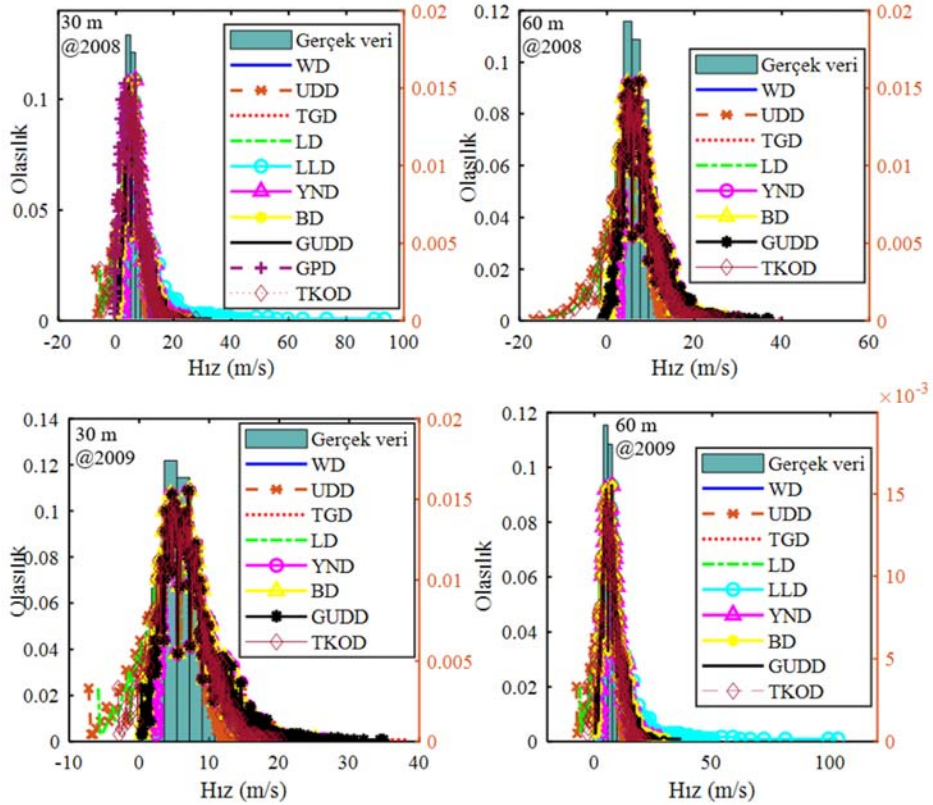 30 m
@2008
Gerçek veri
WD
UDD
TGD
LD
LLD
YND
BD
GUDD
GPD
TKOD
Olasılık
0.1
0.05
0
0.02
0.015
0.01
0.005
0
-20 0 20 40 60 80 100
Hız (m/s)
60 m
@2008
Gerçek veri
WD
UDD
TGD
LD
YND
BD
GUDD
TKOD
Olasılık
0.12
0.1
0.08
0.06
0.04
0.02
0
0.02
0.015
0.01
0.005
0
-20 0 20 40 60
Hız (m/s)
30 m
@2009
Gerçek veri
WD
UDD
TGD
LD
YND
BD
GUDD
TKOD
Olasılık
0.14
0.12
0.1
0.08
0.06
0.04
0.02
0
0.02
0.015
0.01
0.005
0
-10 0 10 20 30 40
Hız (m/s)
×10-3
60 m
@2009
Gerçek veri
WD
UDD
TGD
LD
LLD
YND
BD
GUDD
TKOD
Olasılık
0.12
0.1
0.08
0.06
0.04
0.02
0
15
10
5
0
0 50 100
Hız (m/s)